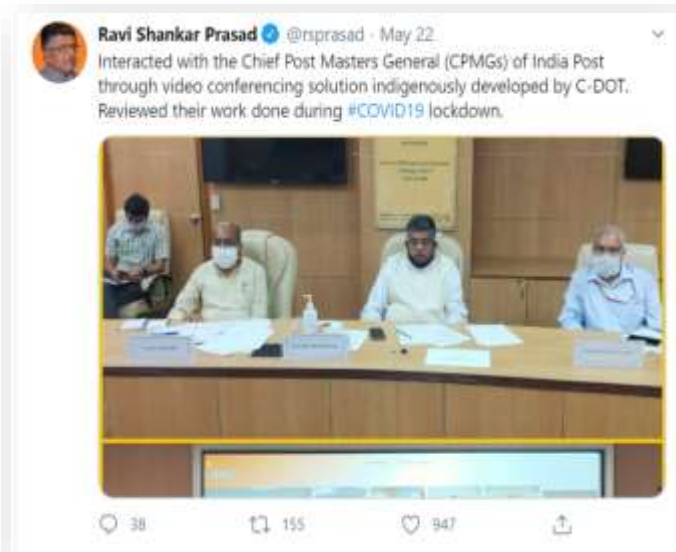 Ravi Shankar Prasad @rsprasad · May 22
Interacted with the Chief Post Masters General (CPMGs) of India Post
through video conferencing solution indigenously developed by C-DOT.
Reviewed their work done during #COVID19 lockdown.
38 155 947